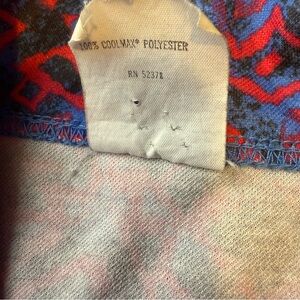 100% COOLMAX® POLYESTER
RN 52378